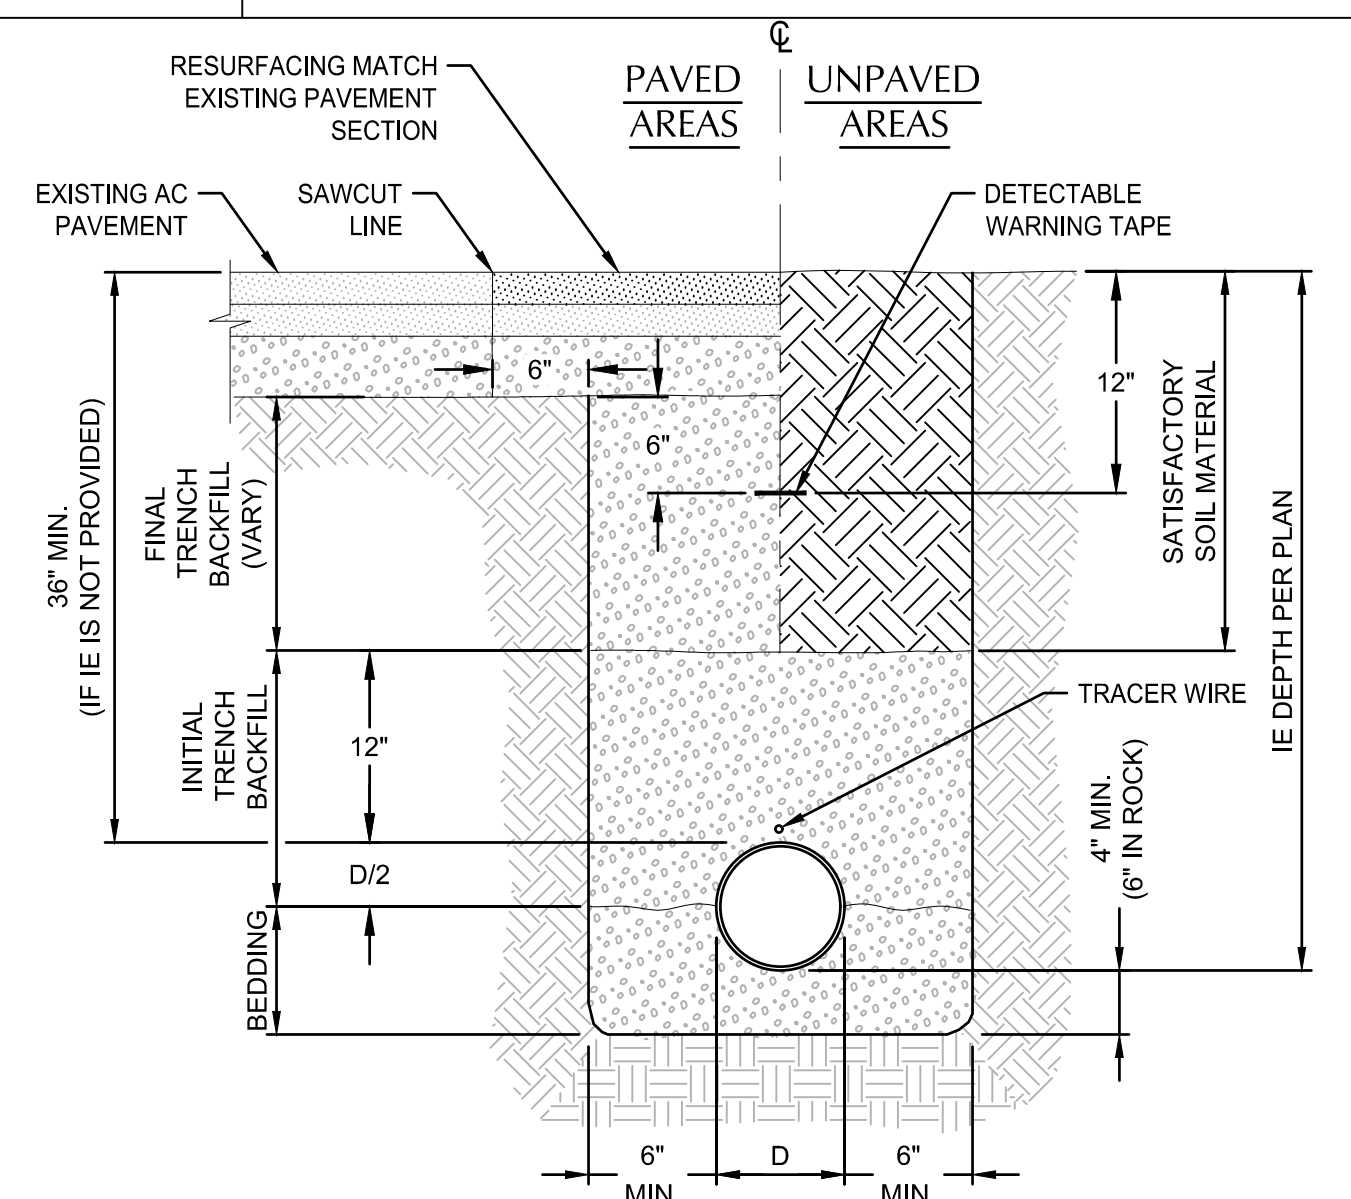 ℄
PAVED
AREAS
UNPAVED
AREAS
RESURFACING MATCH
EXISTING PAVEMENT
SECTION
EXISTING AC
PAVEMENT
SAWCUT
LINE
DETECTABLE
WARNING TAPE
6"
6"
12"
SATISFACTORY
SOIL MATERIAL
IE DEPTH PER PLAN
36" MIN.
(IF IE IS NOT PROVIDED)
FINAL
TRENCH
BACKFILL
(VARY)
INITIAL
TRENCH
BACKFILL
12"
D/2
BEDDING
TRACER WIRE
4" MIN.
(6" IN ROCK)
6"
MIN
D
6"
MIN